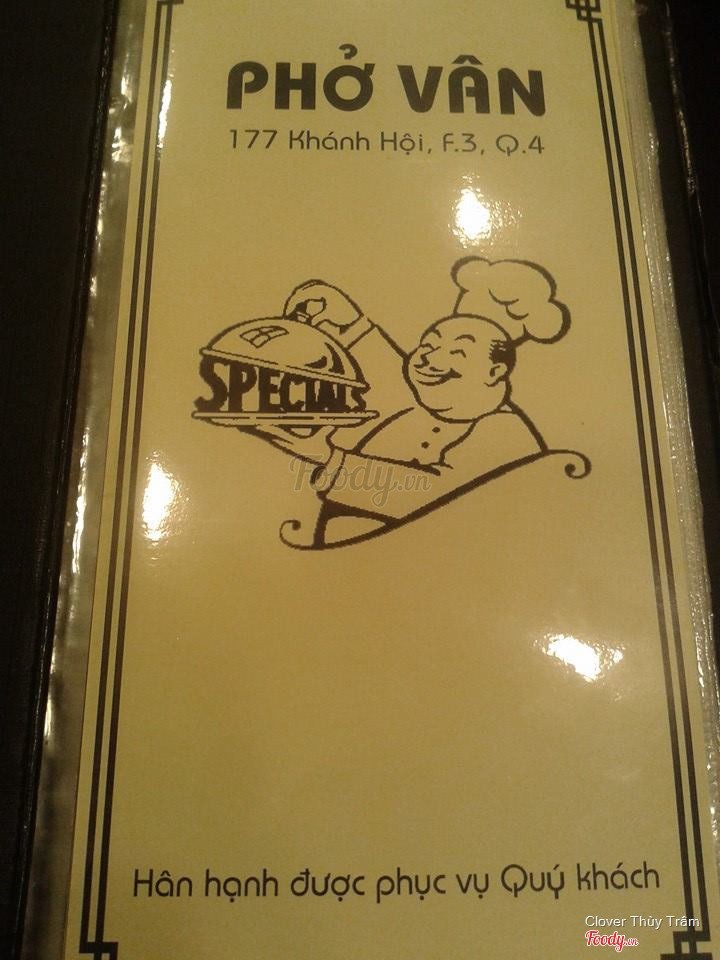 PHỞ VÂN
177 Khánh Hội, F.3, Q.4
SPECIALS
Foody.vn
Hân hạnh được phục vụ Quý khách
Clover Thùy Trâm
Foody.vn